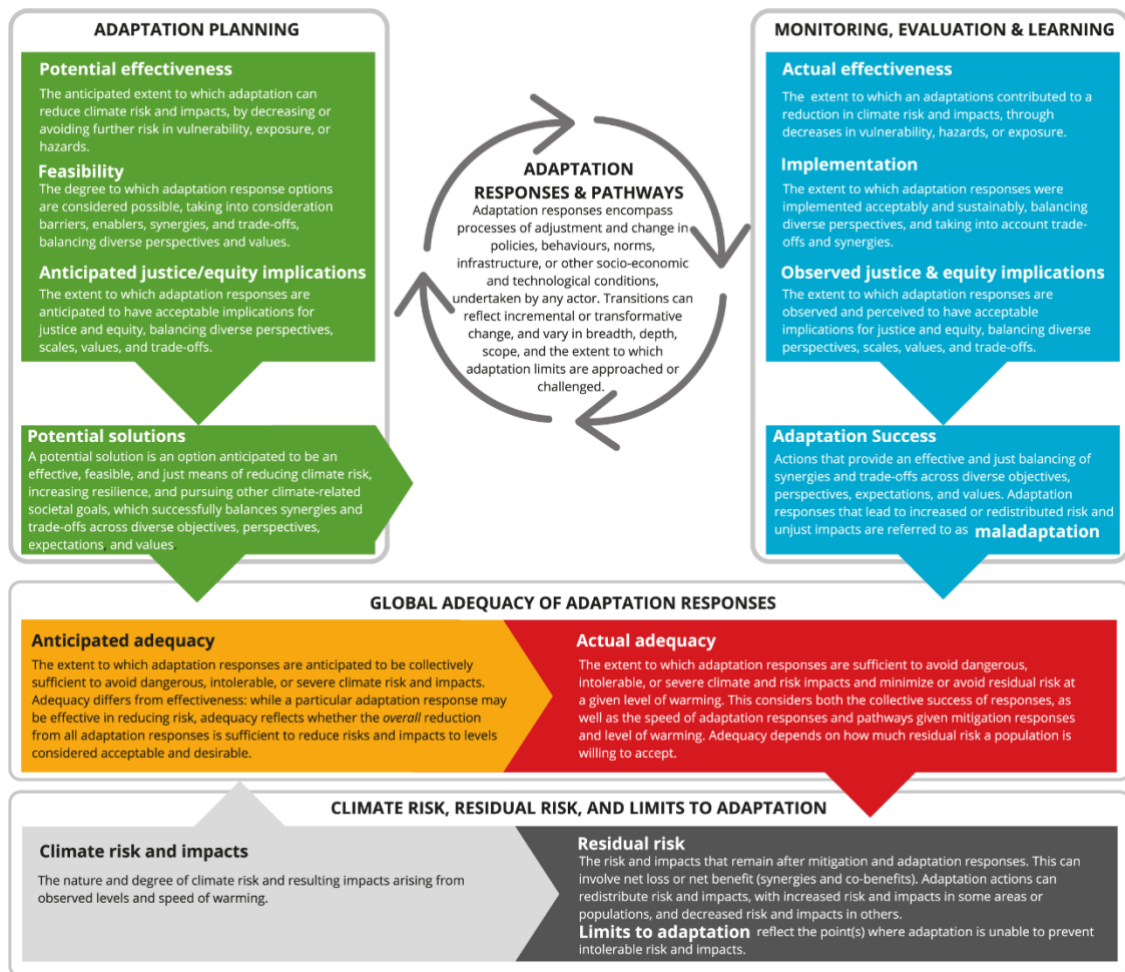 ADAPTATION PLANNING
Potential effectiveness
The anticipated extent to which adaptation can
reduce climate risk and impacts, by decreasing or
avoiding further risk in vulnerability, exposure, or
hazards.
Feasibility
The degree to which adaptation response options
are considered possible, taking into consideration
barriers, enablers, synergies, and trade-offs,
balancing diverse perspectives and values.
Anticipated justice/equity implications
The extent to which adaptation responses are
anticipated to have acceptable implications for
justice and equity, balancing diverse perspectives,
scales, values, and trade-offs.
Potential solutions
A potential solution is an option anticipated to be an
effective, feasible, and just means of reducing climate risk,
increasing resilience, and pursuing other climate-related
societal goals, which successfully balances synergies and
trade-offs across diverse objectives, perspectives,
expectations, and values.
ADAPTATION
RESPONSES & PATHWAYS
Adaptation responses encompass
processes of adjustment and change in
policies, behaviours, norms,
infrastructure, or other socio-economic
and technological conditions,
undertaken by any actor. Transitions can
reflect incremental or transformative
change, and vary in breadth, depth,
scope, and the extent to which
adaptation limits are approached or
challenged.
MONITORING, EVALUATION & LEARNING
Actual effectiveness
The extent to which an adaptations contributed to a
reduction in climate risk and impacts, through
decreases in vulnerability, hazards, or exposure.
Implementation
The extent to which adaptation responses were
implemented acceptably and sustainably, balancing
diverse perspectives, and taking into account trade-
offs and synergies.
Observed justice & equity implications
The extent to which adaptation responses are
observed and perceived to have acceptable
implications for justice and equity, balancing diverse
perspectives, scales, values, and trade-offs.
Adaptation Success
Actions that provide an effective and just balancing of
synergies and trade-offs across diverse objectives,
perspectives, expectations, and values. Adaptation
responses that lead to increased or redistributed risk and
unjust impacts are referred to as maladaptation
GLOBAL ADEQUACY OF ADAPTATION RESPONSES
Anticipated adequacy
The extent to which adaptation responses are anticipated to be collectively
sufficient to avoid dangerous, intolerable, or severe climate risk and impacts.
Adequacy differs from effectiveness: while a particular adaptation response may
be effective in reducing risk, adequacy reflects whether the overall reduction
from all adaptation responses is sufficient to reduce risks and impacts to levels
considered acceptable and desirable.
Actual adequacy
The extent to which adaptation responses are sufficient to avoid dangerous,
intolerable, or severe climate and risk impacts and minimize or avoid residual risk at
a given level of warming. This considers both the collective success of responses, as
well as the speed of adaptation responses and pathways given mitigation responses
and level of warming. Adequacy depends on how much residual risk a population is
willing to accept.
CLIMATE RISK, RESIDUAL RISK, AND LIMITS TO ADAPTATION
Climate risk and impacts
The nature and degree of climate risk and resulting impacts arising from
observed levels and speed of warming.
Residual risk
The risk and impacts that remain after mitigation and adaptation responses. This can
involve net loss or net benefit (synergies and co-benefits). Adaptation actions can
redistribute risk and impacts, with increased risk and impacts in some areas or
populations, and decreased risk and impacts in others.
Limits to adaptation reflect the point(s) where adaptation is unable to prevent
intolerable risk and impacts.